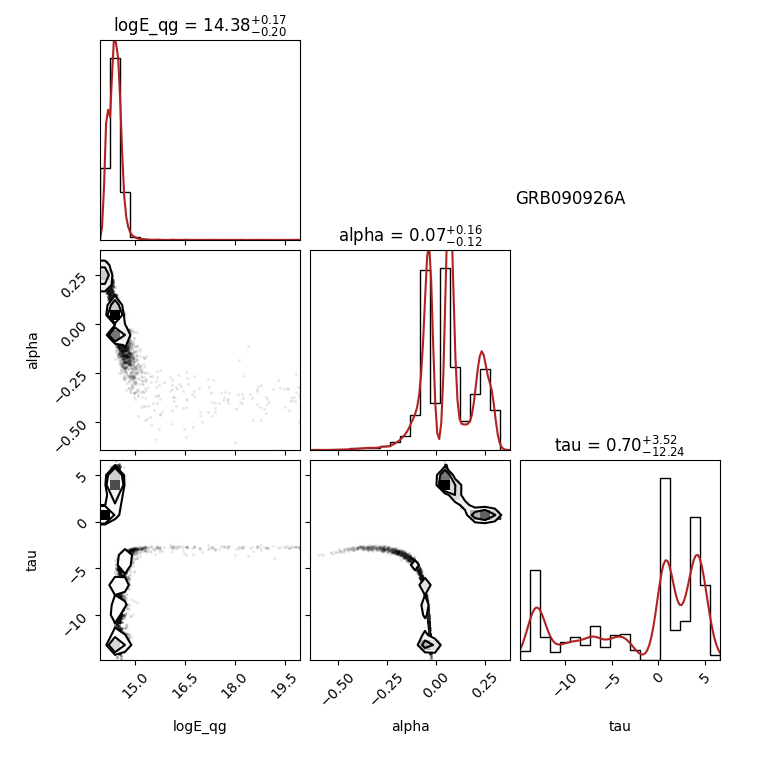 logE_qg = 14.38+0.17−0.20
GRB090926A
alpha = 0.07+0.16−0.12
0.25
0.00
−0.25
−0.50
alpha
tau = 0.70+3.52−12.24
5
0
−5
−10
tau
15.0
16.5
18.0
19.5
logE_qg
−0.50
−0.25
0.00
0.25
alpha
−10
−5
0
5
tau